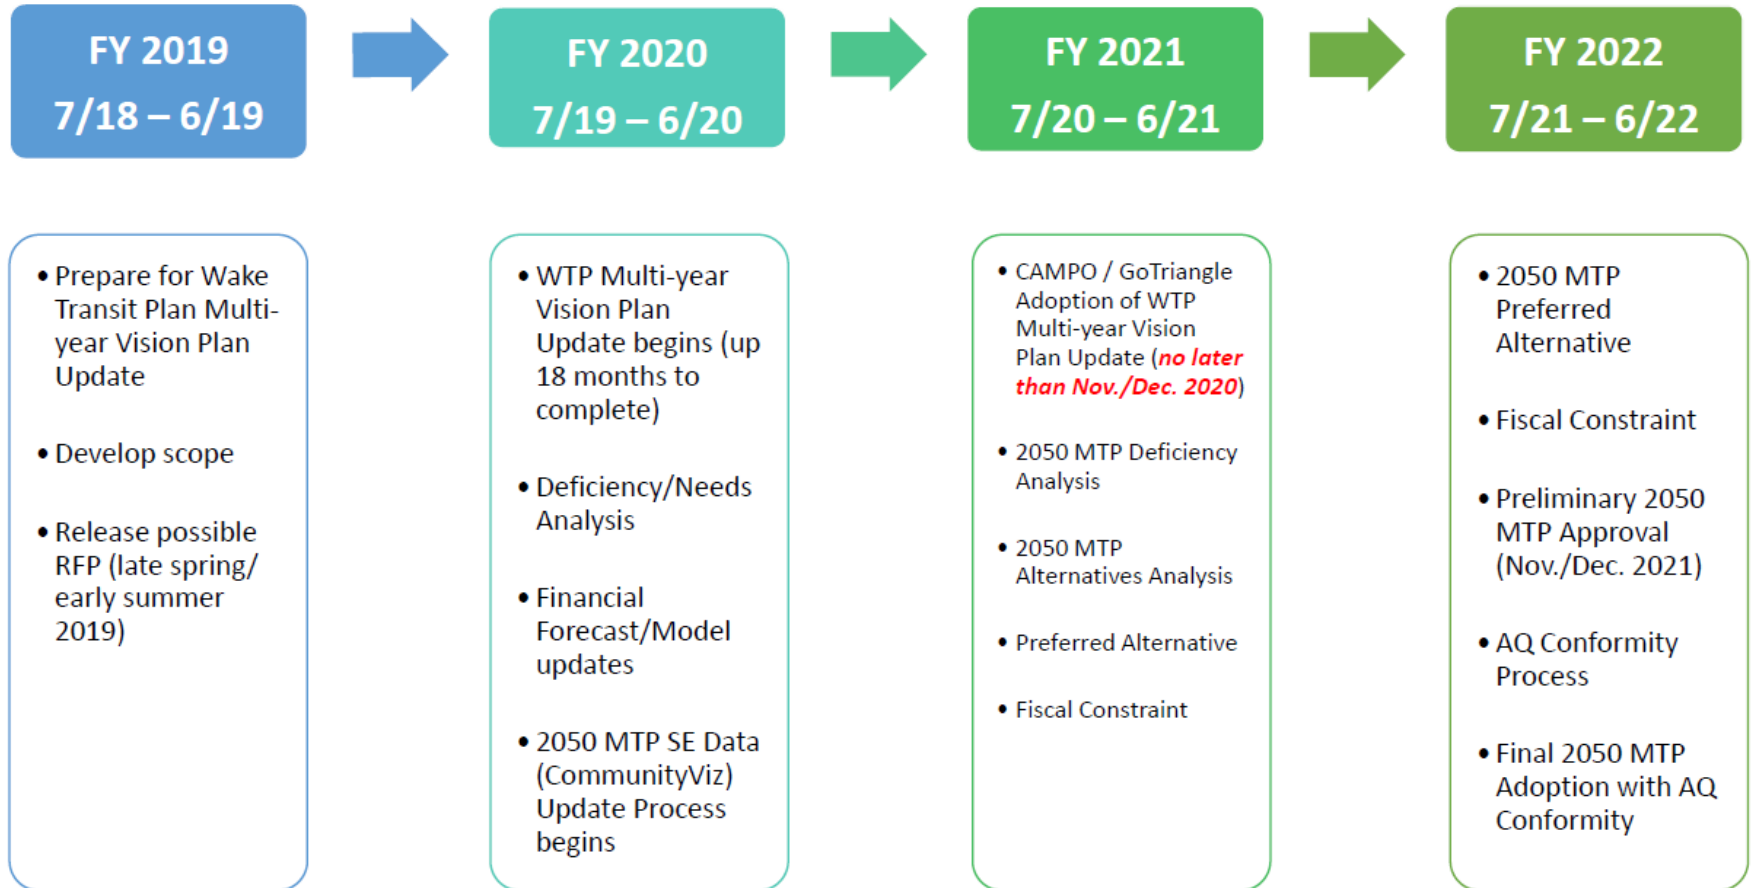 FY 2019
7/18 – 6/19
FY 2020
7/19 – 6/20
FY 2021
7/20 – 6/21
FY 2022
7/21 – 6/22
• Prepare for Wake
Transit Plan Multi-
year Vision Plan
Update
• Develop scope
• Release possible
RFP (late spring/
early summer
2019)
• WTP Multi-year
Vision Plan
Update begins (up
18 months to
complete)
• Deficiency/Needs
Analysis
• Financial
Forecast/Model
updates
• 2050 MTP SE Data
(CommunityViz)
Update Process
begins
• CAMPO / GoTriangle
Adoption of WTP
Multi-year Vision
Plan Update (no later
than Nov./Dec. 2020)
• 2050 MTP Deficiency
Analysis
• 2050 MTP
Alternatives Analysis
• Preferred Alternative
• Fiscal Constraint
• 2050 MTP
Preferred
Alternative
• Fiscal Constraint
• Preliminary 2050
MTP Approval
(Nov./Dec. 2021)
• AQ Conformity
Process
• Final 2050 MTP
Adoption with AQ
Conformity